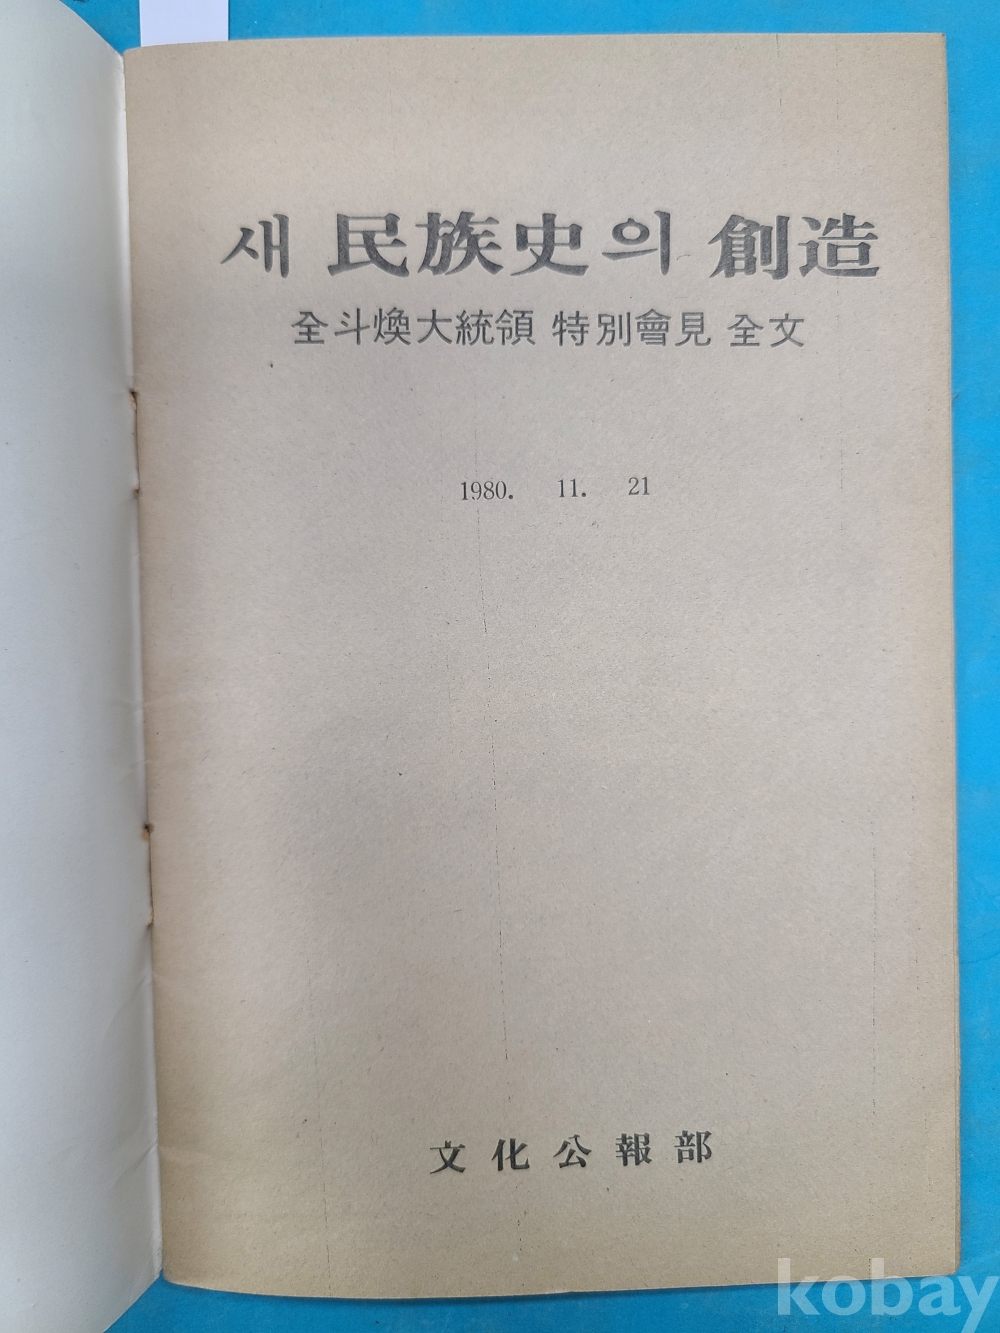 새 民族史의 創造
全斗煥大統領 特別會見 全文
1980. 11. 21
文化公報部
kobay